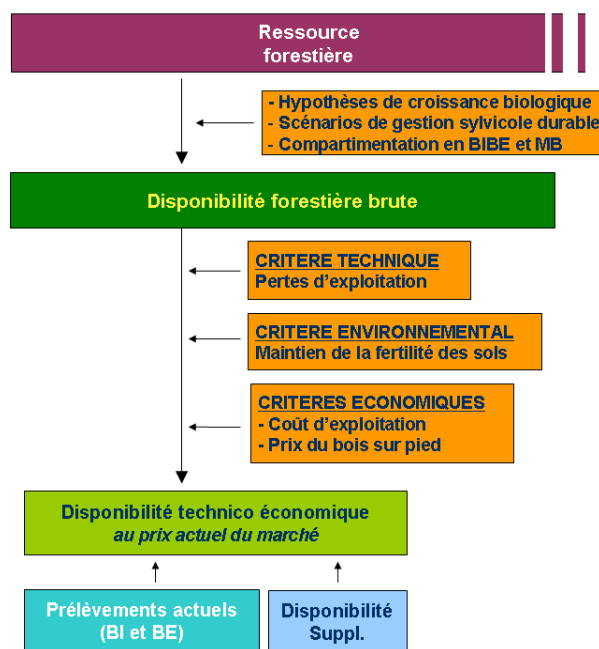 Ressource
forestière
- Hypothèses de croissance biologique
- Scénarios de gestion sylvicole durable
- Compartimentation en BIBE et MB
Disponibilité forestière brute
CRITERE TECHNIQUE
Pertes d'exploitation
CRITERE ENVIRONNEMENTAL
Maintien de la fertilité des sols
CRITERES ECONOMIQUES
- Coût d'exploitation
- Prix du bois sur pied
Disponibilité technico économique
au prix actuel du marché
Prélèvements actuels
(BI et BE)
Disponibilité
Suppl.